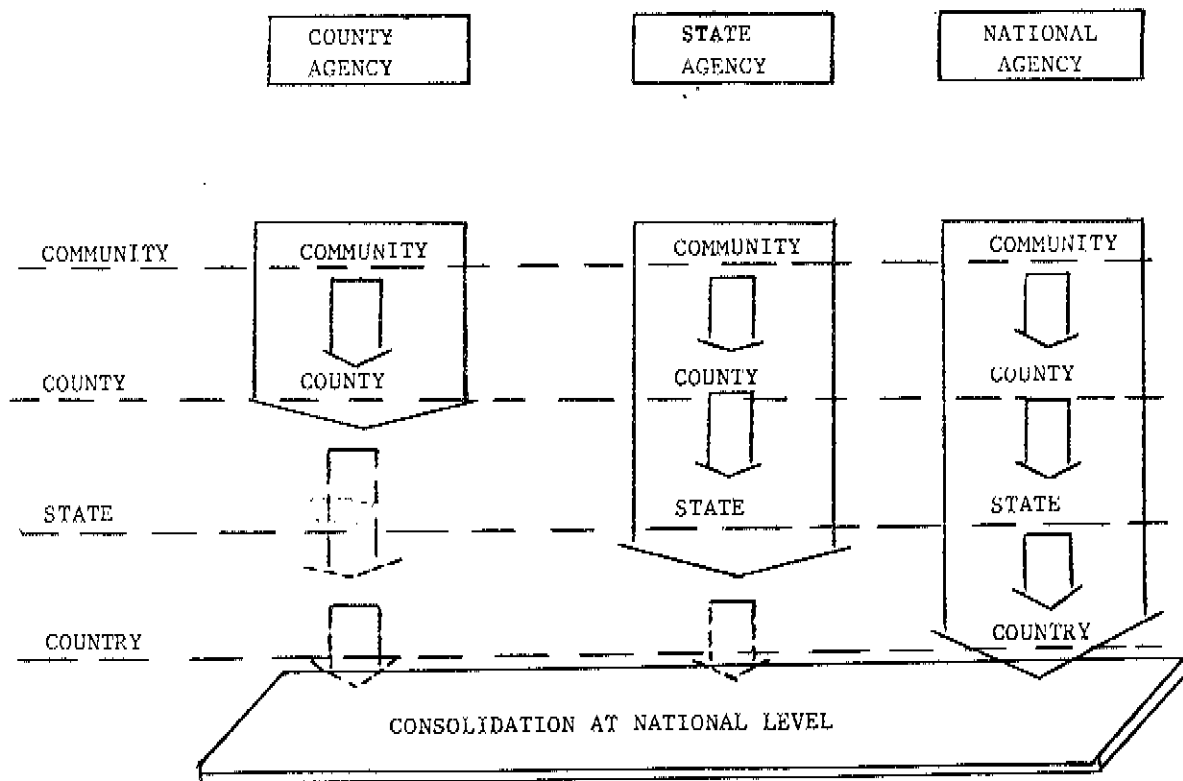 COUNTY
AGENCY
STATE
AGENCY
NATIONAL
AGENCY
COMMUNITY
COMMUNITY
COMMUNITY
COMMUNITY
COUNTY
COUNTY
COUNTY
COUNTY
STATE
STATE
STATE
COUNTRY
COUNTRY
CONSOLIDATION AT NATIONAL LEVEL